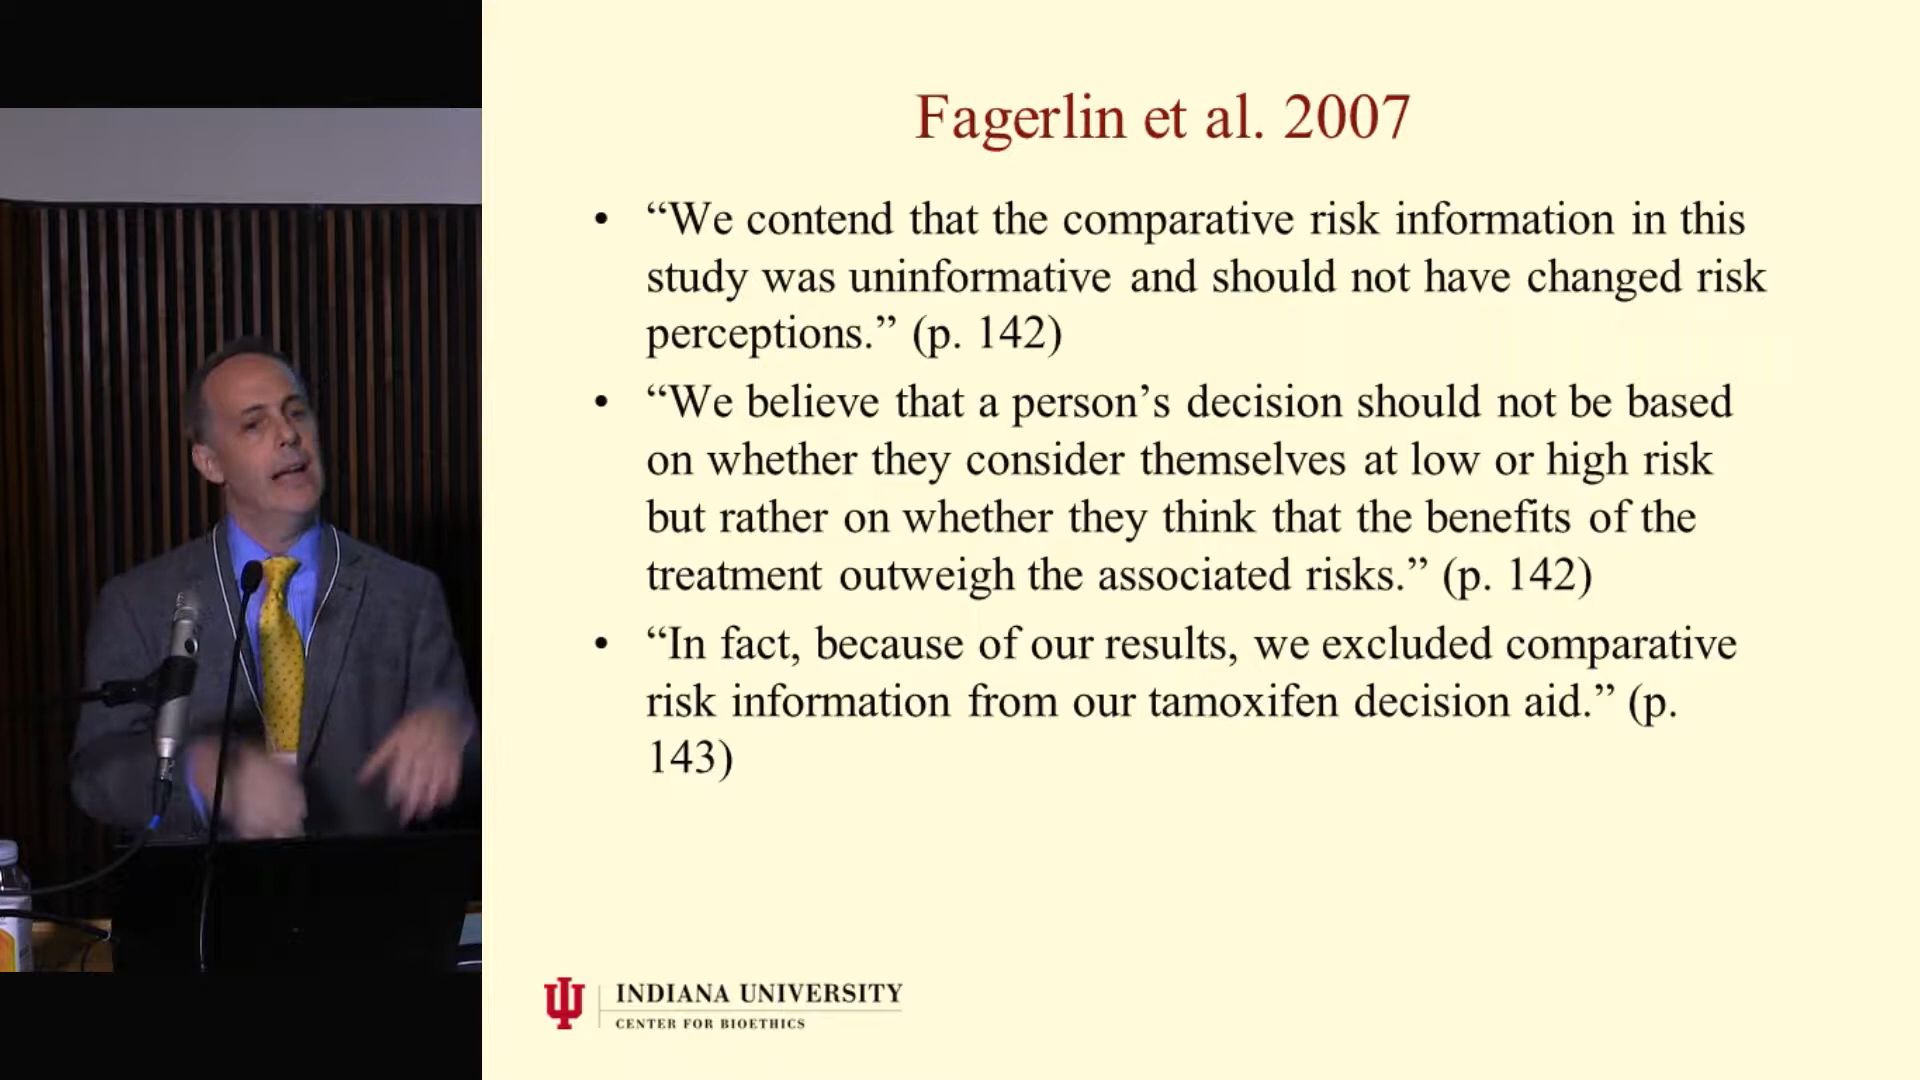 Fagerlin et al. 2007
• “We contend that the comparative risk information in this
study was uninformative and should not have changed risk
perceptions.” (p. 142)
• “We believe that a person’s decision should not be based
on whether they consider themselves at low or high risk
but rather on whether they think that the benefits of the
treatment outweigh the associated risks.” (p. 142)
• “In fact, because of our results, we excluded comparative
risk information from our tamoxifen decision aid.” (p.
143)
INDIANA UNIVERSITY
CENTER FOR BIOETHICS